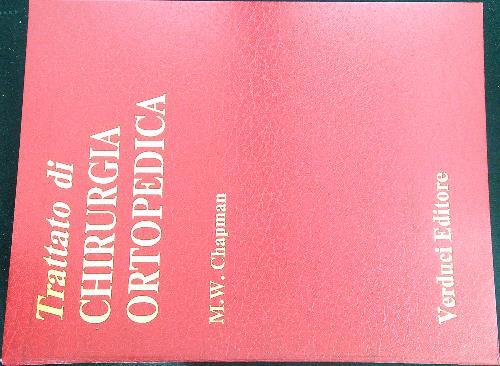 Trattato di
CHIRURGIA
ORTOPEDICA
M.W. Chapman
Verduci Editore